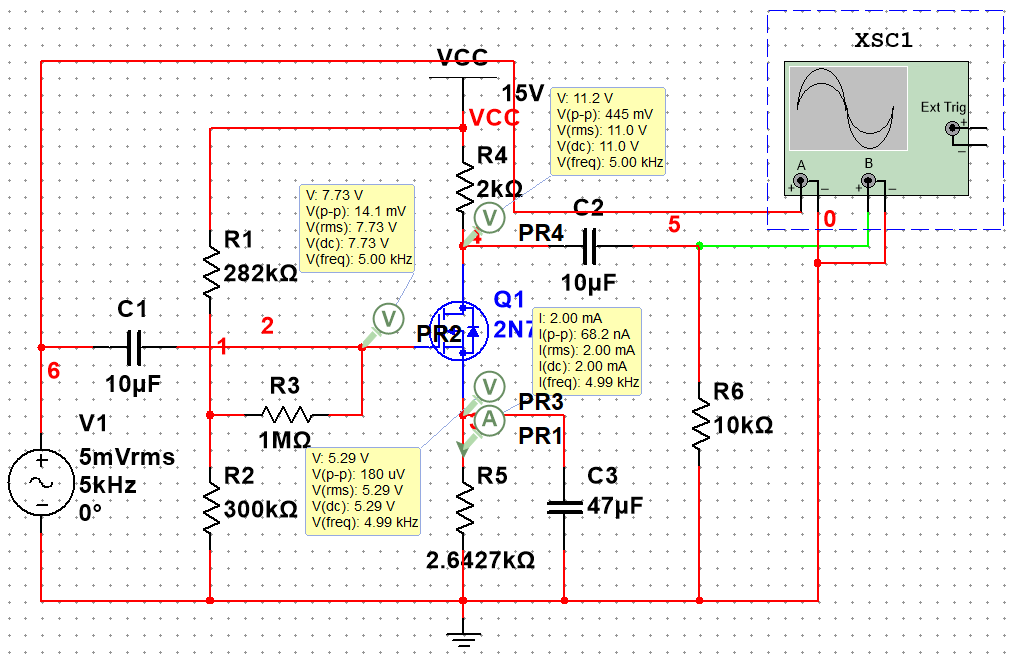 XSC1
Ext Trig
+
−
A
B
+
−
+
−
VCC
15V
VCC
V: 11.2 V
V(p-p): 445 mV
V(rms): 11.0 V
V(dc): 11.0 V
V(freq): 5.00 kHz
R4
2kΩ
V
4
PR4
C2
10µF
5
0
V: 7.73 V
V(p-p): 14.1 mV
V(rms): 7.73 V
V(dc): 7.73 V
V(freq): 5.00 kHz
R1
282kΩ
V
C1
10µF
6
2
1
PR2
Q1
2N7
I: 2.00 mA
I(p-p): 68.2 nA
I(rms): 2.00 mA
I(dc): 2.00 mA
I(freq): 4.99 kHz
R3
1MΩ
V
PR3
A
PR1
R6
10kΩ
V1
5mVrms
5kHz
0°
+
R2
300kΩ
V: 5.29 V
V(p-p): 180 uV
V(rms): 5.29 V
V(dc): 5.29 V
V(freq): 4.99 kHz
R5
2.6427kΩ
C3
47µF